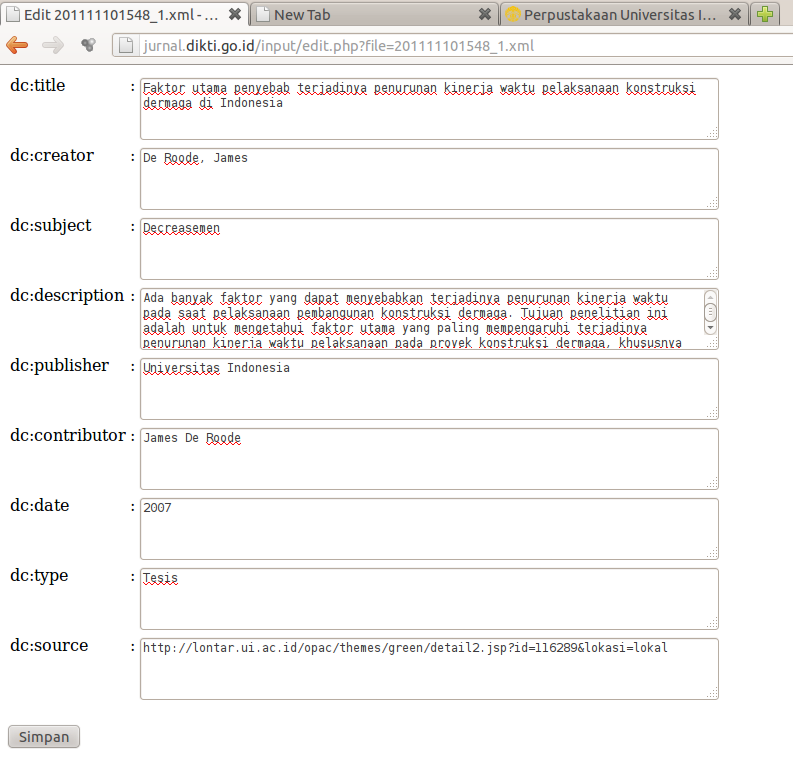 Edit 201111101548_1.xml - ...
New Tab
Perpustakaan Universitas I...
jurnal.dikti.go.id/input/edit.php?file=201111101548_1.xml
dc:title : Faktor utama penyebab terjadinya penurunan kinerja waktu pelaksanaan konstruksi
dermaga di Indonesia
dc:creator : De Roode, James
dc:subject : Decreasemen
dc:description : Ada banyak faktor yang dapat menyebabkan terjadinya penurunan kinerja waktu
pada saat pelaksanaan pembangunan konstruksi dermaga. Tujuan penelitian ini
adalah untuk mengetahui faktor utama yang paling mempengaruhi terjadinya
penurunan kinerja waktu pelaksanaan pada proyek konstruksi dermaga, khususnya
dc:publisher : Universitas Indonesia
dc:contributor : James De Roode
dc:date : 2007
dc:type : Tesis
dc:source : http://lontar.ui.ac.id/opac/themes/green/detail2.jsp?id=116289&lokasi=lokal
Simpan